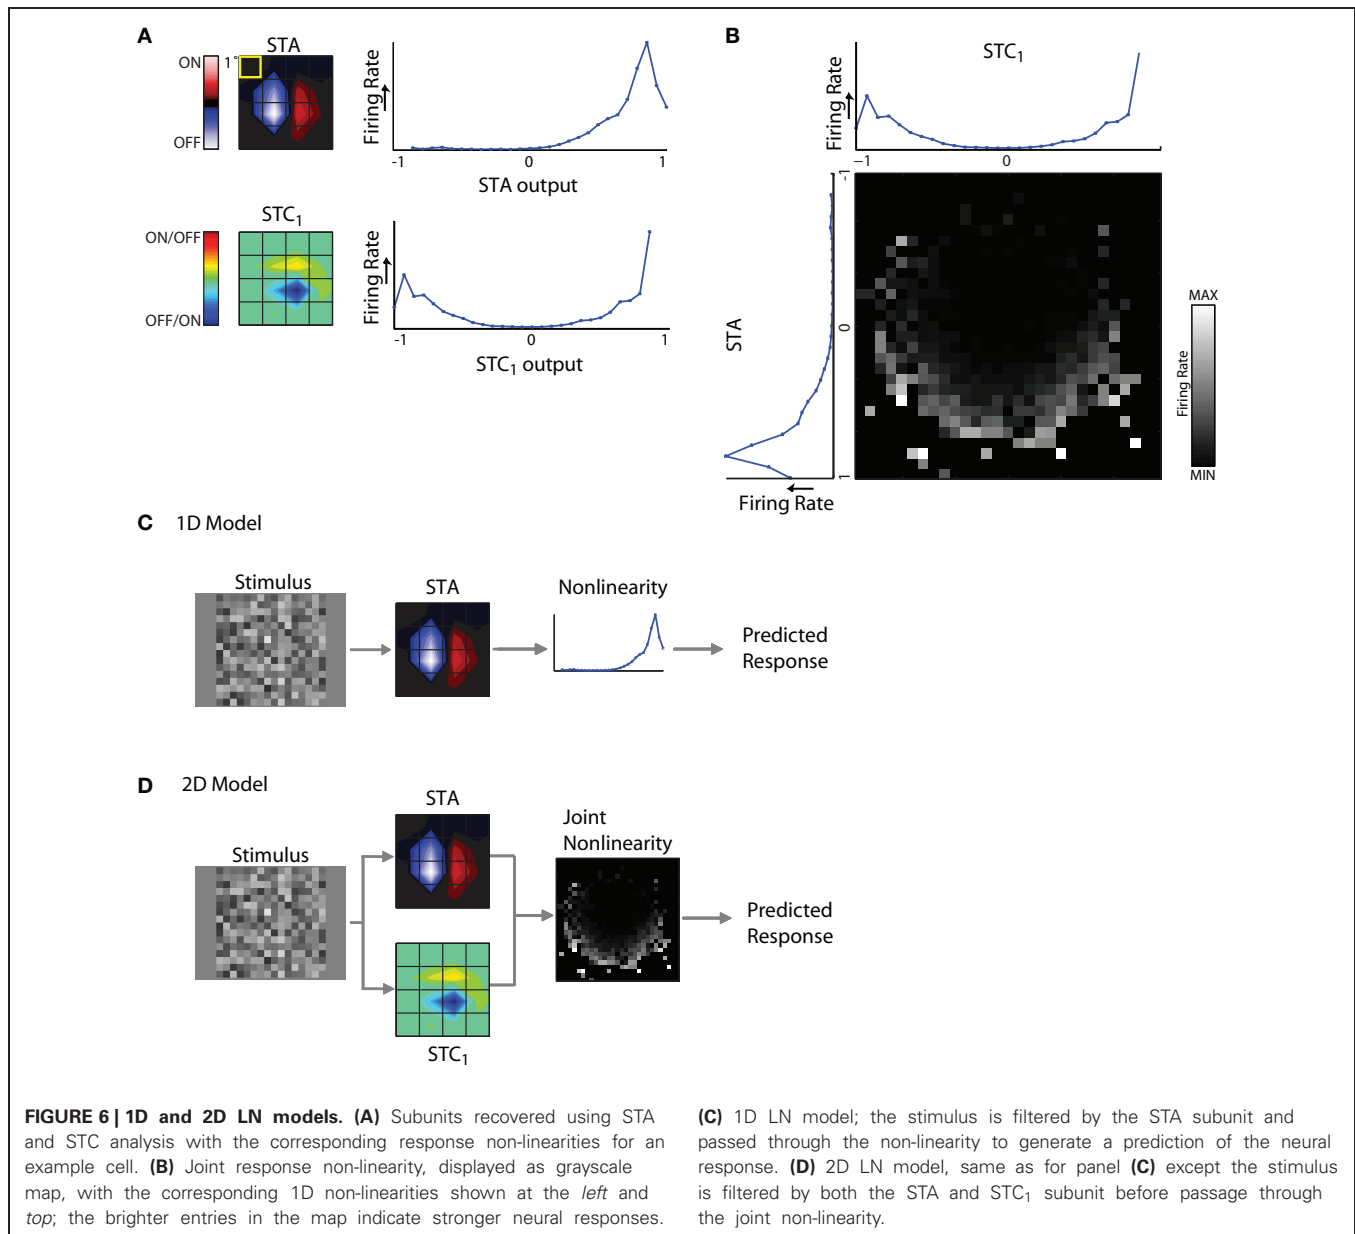 A
STA
ON
1°
OFF
Firing Rate
-1
0
1
STA output
STC1
ON/OFF
OFF/ON
Firing Rate
-1
0
1
STC1 output
B
STC1
Firing Rate
−1
0
-1
0
1
STA
Firing Rate
MAX
Firing Rate
MIN
C 1D Model
Stimulus
STA
Nonlinearity
Predicted
Response
D 2D Model
Stimulus
STA
STC1
Joint
Nonlinearity
Predicted
Response
FIGURE 6 | 1D and 2D LN models. (A) Subunits recovered using STA
and STC analysis with the corresponding response non-linearities for an
example cell. (B) Joint response non-linearity, displayed as grayscale
map, with the corresponding 1D non-linearities shown at the left and
top; the brighter entries in the map indicate stronger neural responses.
(C) 1D LN model; the stimulus is filtered by the STA subunit and
passed through the non-linearity to generate a prediction of the neural
response. (D) 2D LN model, same as for panel (C) except the stimulus
is filtered by both the STA and STC1 subunit before passage through
the joint non-linearity.